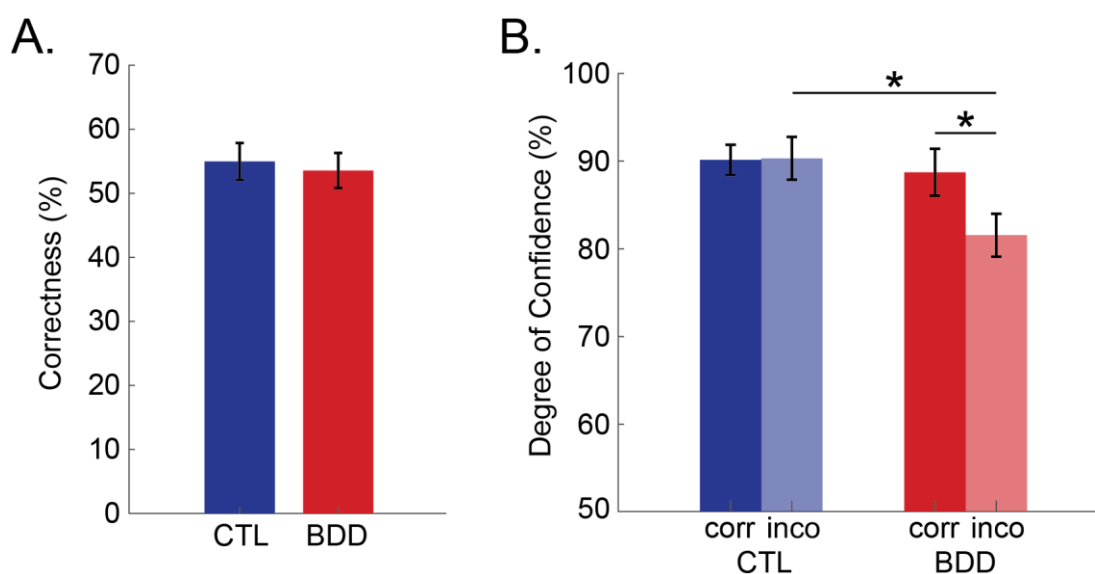 A.
Correctness (%)
70
60
50
40
30
20
10
0
CTL BDD
B.
Degree of Confidence (%)
100
90
80
70
60
50
*
*
corr inco corr inco
CTL BDD